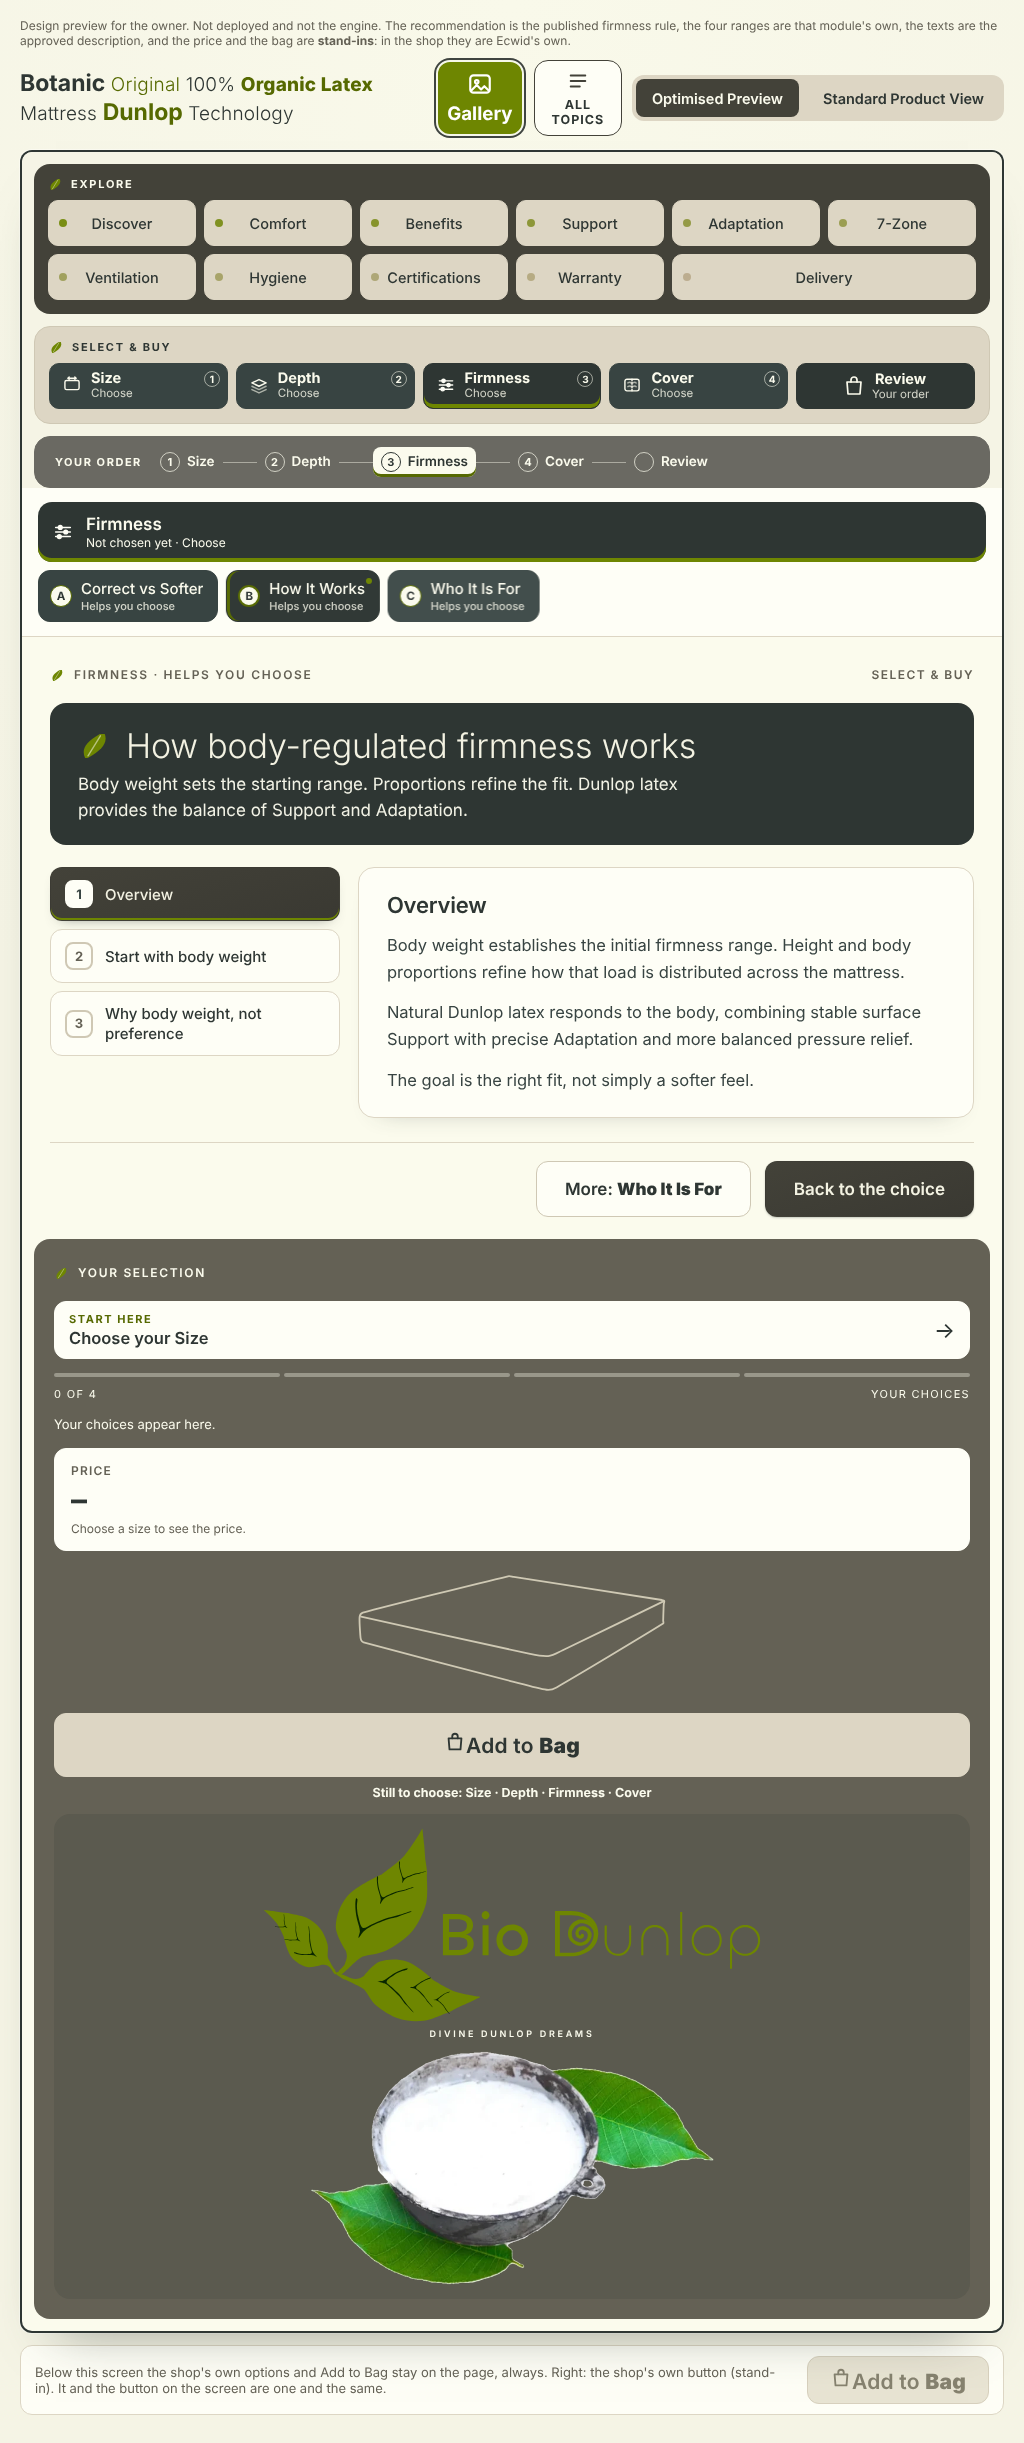 Design preview for the owner. Not deployed and not the engine. The recommendation is the published firmness rule, the four ranges are that module's own, the texts are the
approved description, and the price and the bag are stand-ins: in the shop they are Ecwid's own.
Botanic Original 100% Organic Latex
Mattress Dunlop Technology
Gallery
ALL
TOPICS
Optimised Preview
Standard Product View
EXPLORE
Discover
Comfort
Benefits
Support
Adaptation
7-Zone
Ventilation
Hygiene
Certifications
Warranty
Delivery
SELECT & BUY
Size
Choose
1
Depth
Choose
2
Firmness
Choose
3
Cover
Choose
4
Review
Your order
YOUR ORDER
1 Size
2 Depth
3 Firmness
4 Cover
Review
Firmness
Not chosen yet · Choose
A
Correct vs Softer
Helps you choose
B
How It Works
Helps you choose
C
Who It Is For
Helps you choose
FIRMNESS · HELPS YOU CHOOSE
SELECT & BUY
How body-regulated firmness works
Body weight sets the starting range. Proportions refine the fit. Dunlop latex
provides the balance of Support and Adaptation.
1 Overview
2 Start with body weight
3 Why body weight, not
preference
Overview
Body weight establishes the initial firmness range. Height and body
proportions refine how that load is distributed across the mattress.
Natural Dunlop latex responds to the body, combining stable surface
Support with precise Adaptation and more balanced pressure relief.
The goal is the right fit, not simply a softer feel.
More: Who It Is For
Back to the choice
YOUR SELECTION
START HERE
Choose your Size
0 OF 4
YOUR CHOICES
Your choices appear here.
PRICE
–
Choose a size to see the price.
Add to Bag
Still to choose: Size · Depth · Firmness · Cover
Bio Dunlop
DIVINE DUNLOP DREAMS
Below this screen the shop's own options and Add to Bag stay on the page, always. Right: the shop's own button (stand-
in). It and the button on the screen are one and the same.
Add to Bag